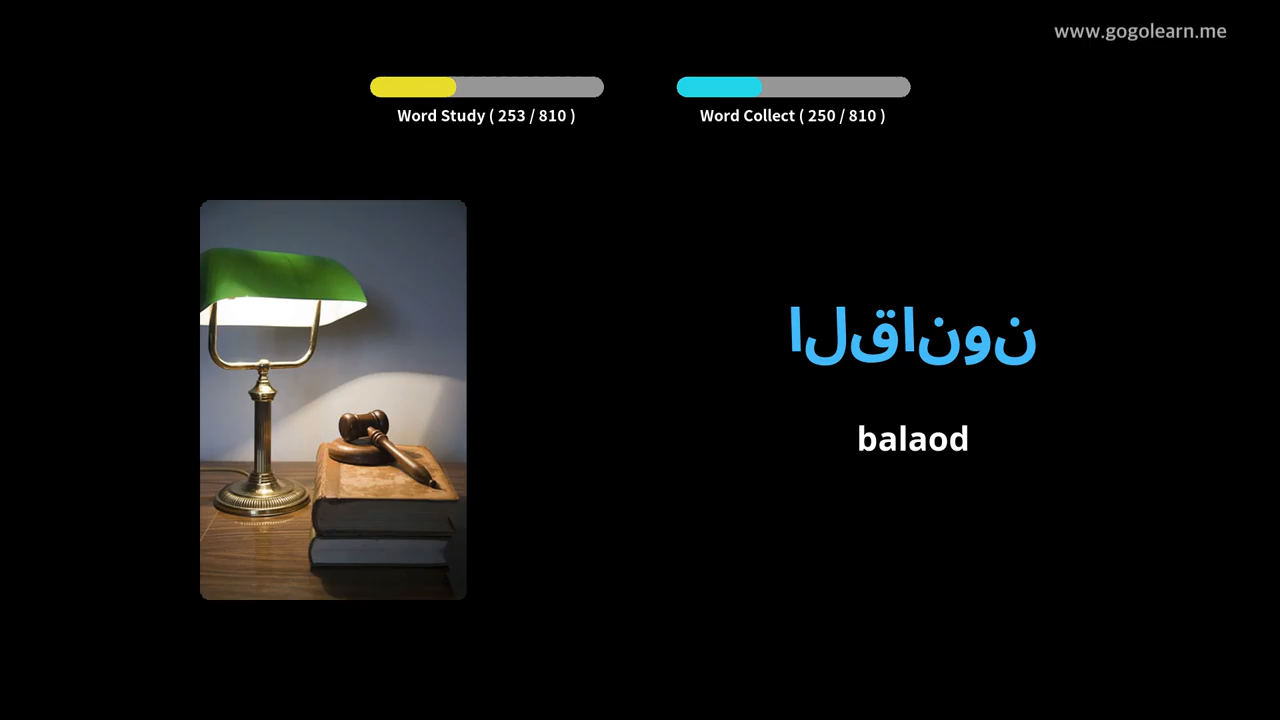 www.gogolearn.me
Word Study ( 253 / 810 )
Word Collect ( 250 / 810 )
القانون
balaod